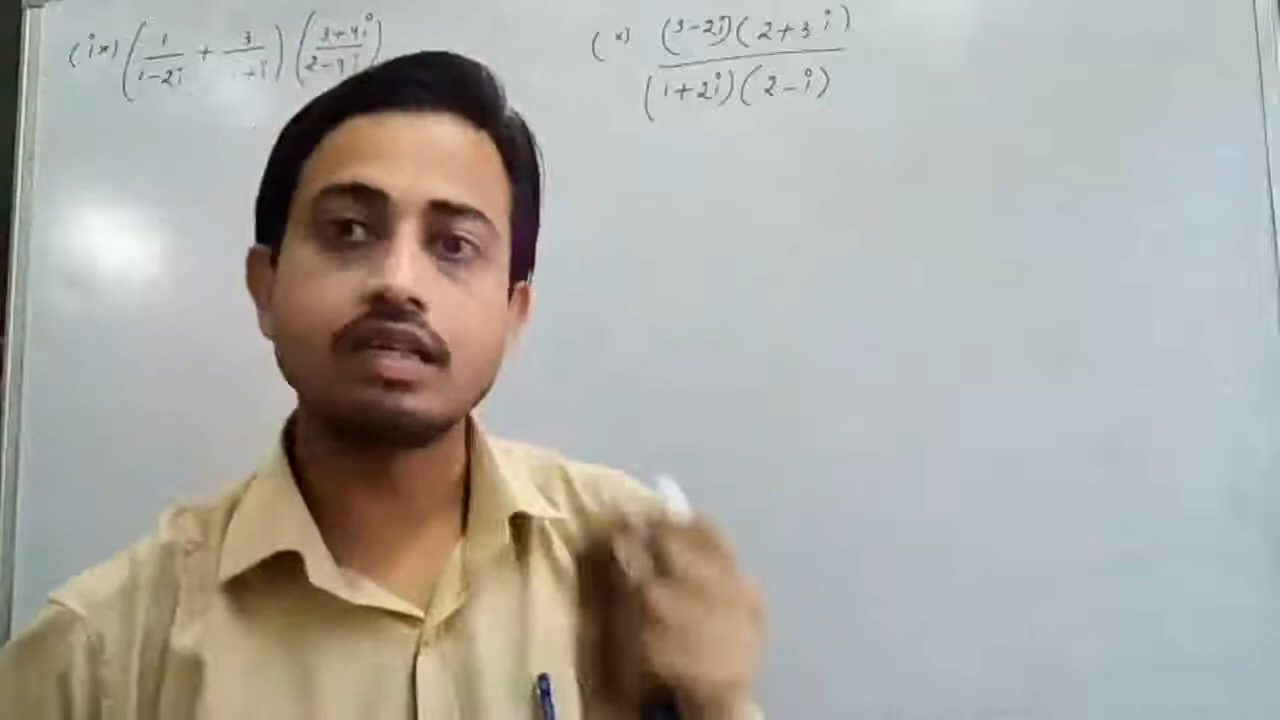 (ix) (1/(1-2i) + 3/(1+i)) ((3+4i)/(2-4i))
(x) (3-2i)(2+3i)/(1+2i)(2-i)